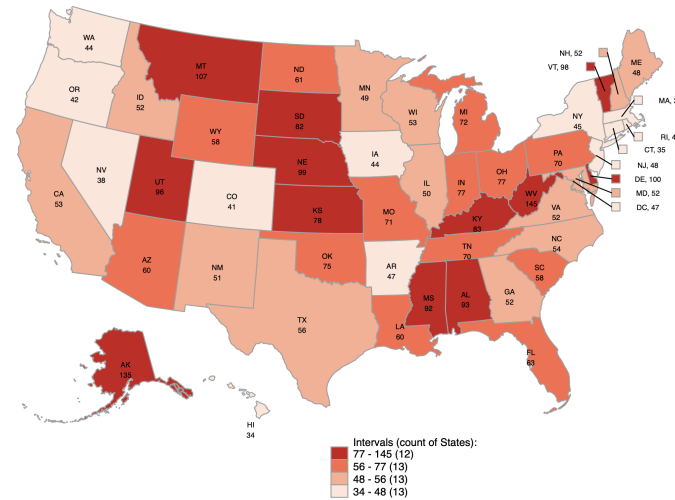 WA
44
OR
42
CA
53
NV
38
ID
52
MT
107
WY
58
UT
96
CO
41
AZ
60
NM
51
ND
61
SD
82
NE
99
KS
78
OK
75
TX
56
MN
49
IA
44
MO
71
AR
47
LA
60
WI
53
IL
50
MI
72
IN
77
OH
77
KY
83
TN
70
MS
92
AL
93
GA
52
FL
63
SC
58
NC
54
VA
52
WV
145
PA
70
NY
45
ME
48
NH, 52
VT, 98
MA,
RI, 4
CT, 35
NJ, 48
DE, 100
MD, 52
DC, 47
AK
135
HI
34
Intervals (count of States):
77 - 145 (12)
56 - 77 (13)
48 - 56 (13)
34 - 48 (13)